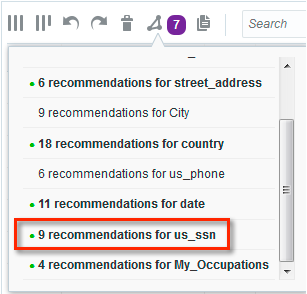 7
Search
6 recommendations for street_address
9 recommendations for City
18 recommendations for country
6 recommendations for us_phone
11 recommendations for date
9 recommendations for us_ssn
4 recommendations for My_Occupations